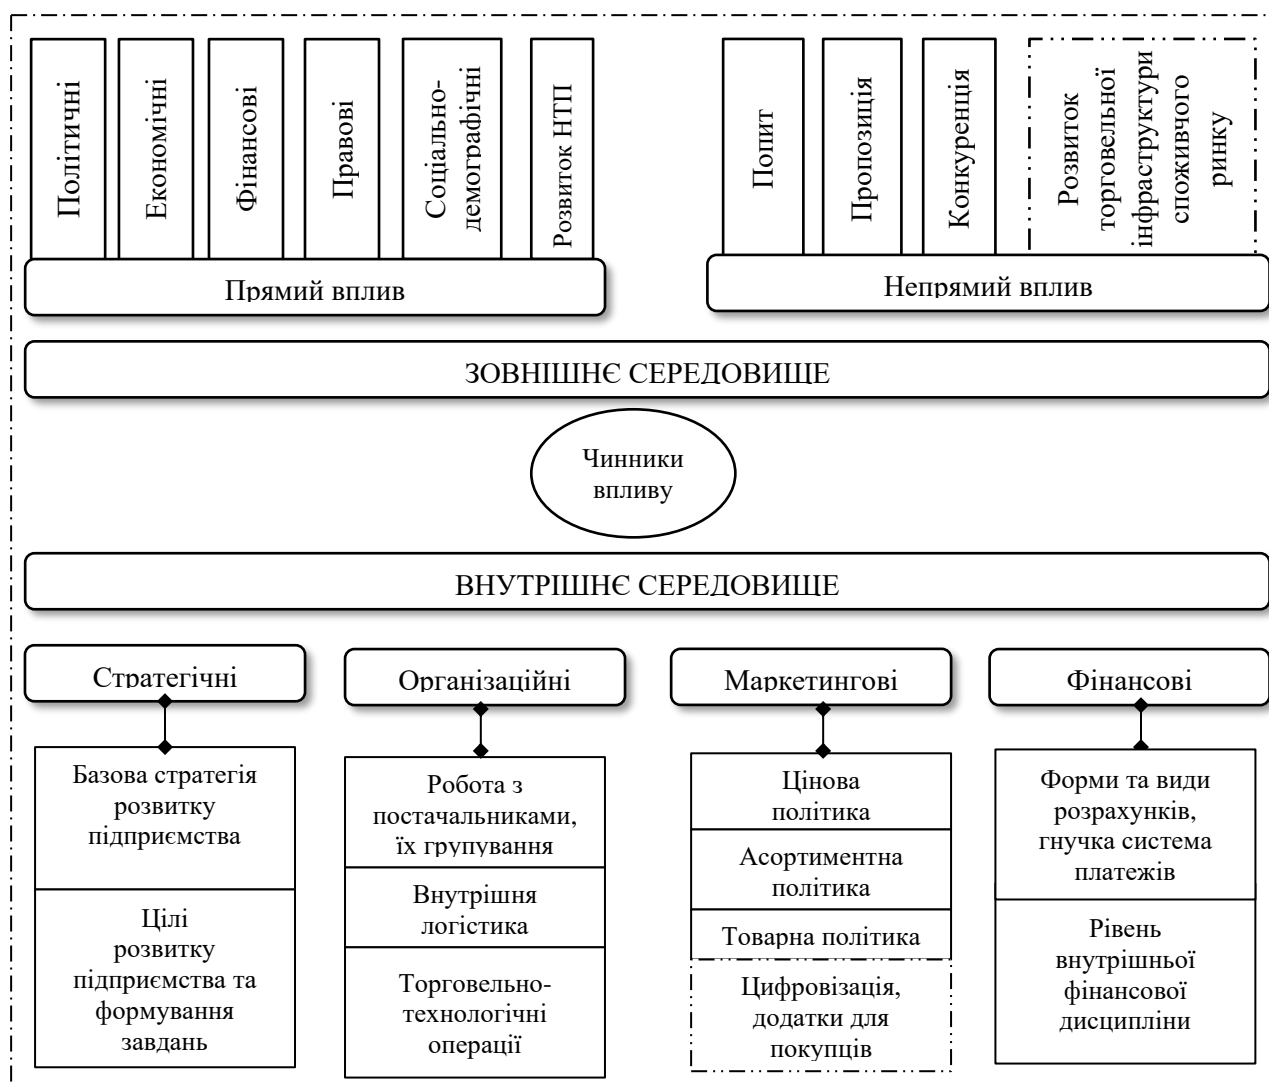 Політичні
Економічні
Фінансові
Правові
Соціально-
демографічні
Розвиток НТП
Попит
Пропозиція
Конкуренція
Розвиток
торговельної
інфраструктури
споживчого
ринку
Прямий вплив
Непрямий вплив
ЗОВНІШНЄ СЕРЕДОВИЩЕ
Чинники
впливу
ВНУТРІШНЄ СЕРЕДОВИЩЕ
Стратегічні
Організаційні
Маркетингові
Фінансові
Базова стратегія
розвитку
підприємства
Цілі
розвитку
підприємства та
формування
завдань
Робота з
постачальниками,
їх групування
Внутрішня
логістика
Торговельно-
технологічні
операції
Цінова
політика
Асортиментна
політика
Товарна політика
Цифровізація,
додатки для
покупців
Форми та види
розрахунків,
гнучка система
платежів
Рівень
внутрішньої
фінансової
дисципліни